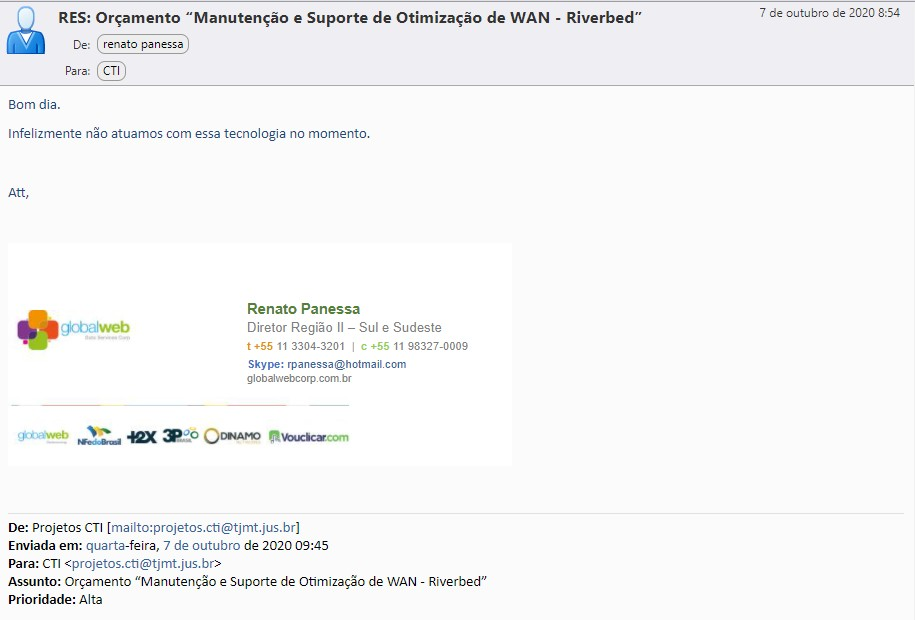 RES: Orçamento “Manutenção e Suporte de Otimização de WAN - Riverbed”
7 de outubro de 2020 8:54
De: renato panessa
Para: CTI
Bom dia.
Infelizmente não atuamos com essa tecnologia no momento.
Att,
globalweb
Data Services Corp
Renato Panessa
Diretor Região II – Sul e Sudeste
t +55 11 3304-3201 | c +55 11 98327-0009
Skype: rpanessa@hotmail.com
globalwebcorp.com.br
globalweb NFedoBrasil +2X 3P DINAMO Vouclicar.com
De: Projetos CTI [mailto:projetos.cti@tjmt.jus.br]
Enviada em: quarta-feira, 7 de outubro de 2020 09:45
Para: CTI <projetos.cti@tjmt.jus.br>
Assunto: Orçamento “Manutenção e Suporte de Otimização de WAN - Riverbed”
Prioridade: Alta